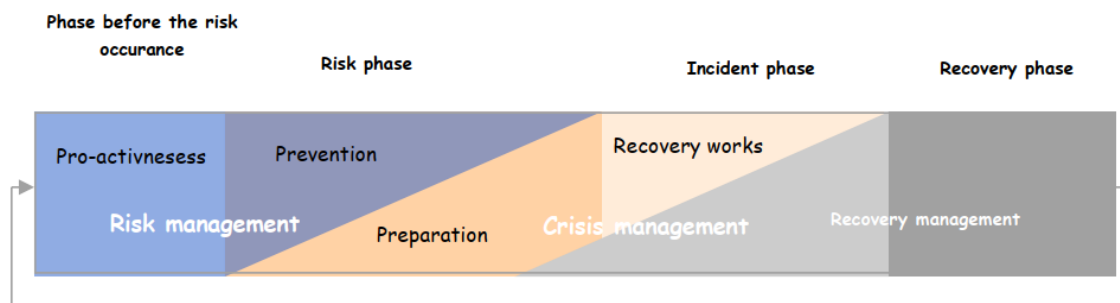 Phase before the risk
occurance
Risk phase
Incident phase
Recovery phase
Pro-activnesess
Prevention
Recovery works
Risk management
Preparation
Crisis management
Recovery management